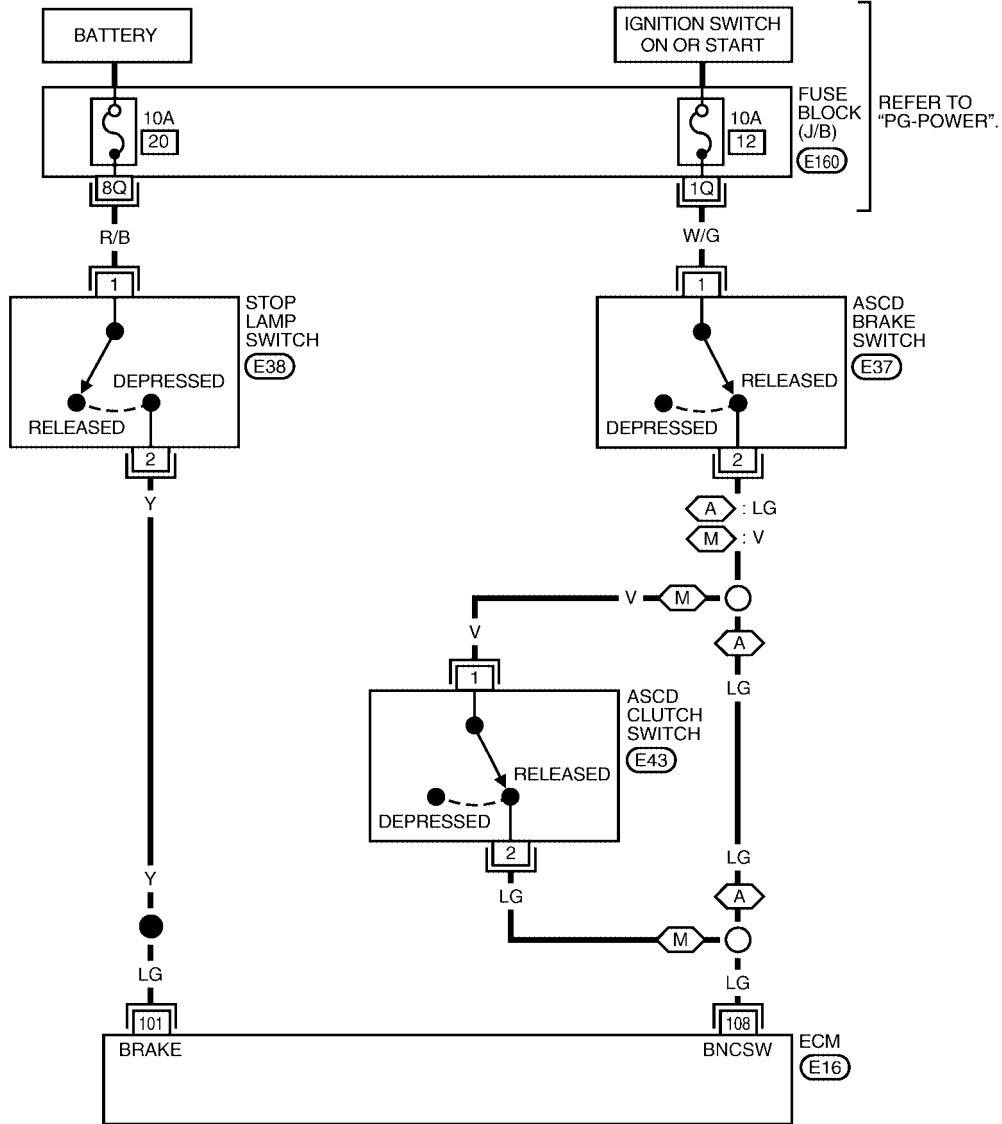 BATTERY
IGNITION SWITCH
ON OR START
10A
20
10A
12
FUSE
BLOCK
(J/B)
E160
REFER TO
"PG-POWER".
8Q
1Q
R/B
W/G
1
STOP
LAMP
SWITCH
E38
DEPRESSED
RELEASED
2
1
ASCD
BRAKE
SWITCH
E37
RELEASED
DEPRESSED
2
Y
A : LG
M : V
V M
A
V
LG
1
ASCD
CLUTCH
SWITCH
E43
RELEASED
DEPRESSED
2
LG
LG
A
Y
M
LG
LG
101
BRAKE
108
BNCSW
ECM
E16